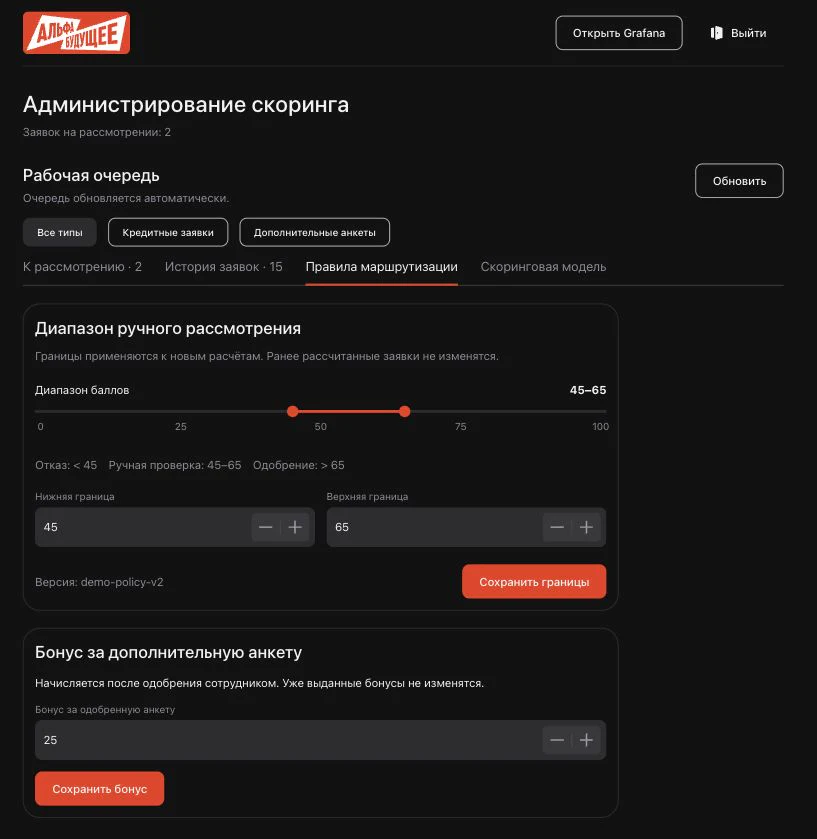 АЛЬФА
БУДУЩЕЕ
Открыть Grafana
Выйти
Администрирование скоринга
Заявок на рассмотрении: 2
Рабочая очередь
Очередь обновляется автоматически.
Обновить
Все типы Кредитные заявки Дополнительные анкеты
К рассмотрению · 2 История заявок · 15 Правила маршрутизации Скоринговая модель
Диапазон ручного рассмотрения
Границы применяются к новым расчётам. Ранее рассчитанные заявки не изменятся.
Диапазон баллов 45–65
0 25 50 75 100
Отказ: < 45 Ручная проверка: 45–65 Одобрение: > 65
Нижняя граница Верхняя граница
45 65
Версия: demo-policy-v2 Сохранить границы
Бонус за дополнительную анкету
Начисляется после одобрения сотрудником. Уже выданные бонусы не изменятся.
Бонус за одобренную анкету
25
Сохранить бонус